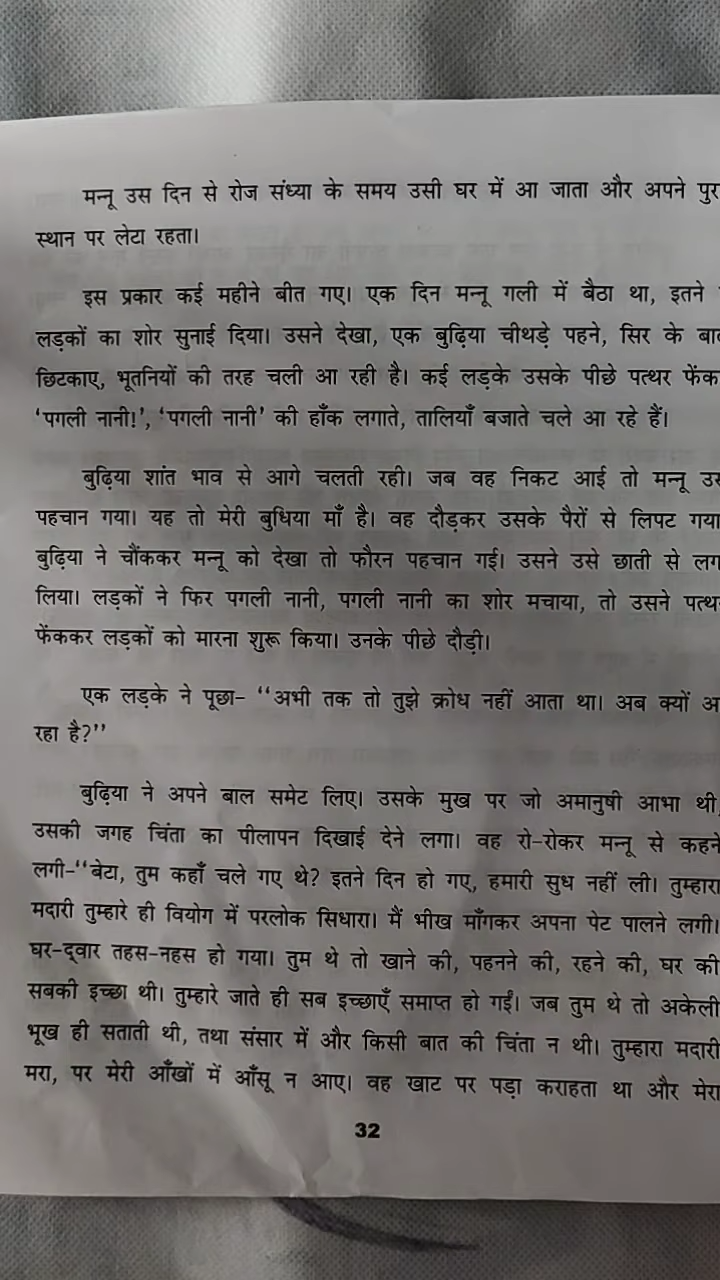 मन्नू उस दिन से रोज संध्या के समय उसी घर में आ जाता और अपने
स्थान पर लेटा रहता।
इस प्रकार कई महीने बीत गए। एक दिन मन्नू गली में बैठा था, इतने
लड़कों का शोर सुनाई दिया। उसने देखा, एक बुढ़िया चीथड़े पहने, सिर के
छिटकाए, भूतनियों की तरह चली आ रही है। कई लड़के उसके पीछे पत्थर
‘पगली नानी!’, ‘पगली नानी’ की हाँक लगाते, तालियाँ बजाते चले आ रहे हैं।
बुढ़िया शांत भाव से आगे चलती रही। जब वह निकट आई तो मन्नू
पहचान गया। यह तो मेरी बुधिया माँ है। वह दौड़कर उसके पैरों से लिपट गया
बुढ़िया ने चौंककर मन्नू को देखा तो फौरन पहचान गई। उसने उसे छाती से
लिया। लड़कों ने फिर पगली नानी, पगली नानी का शोर मचाया, तो उसने
फेंककर लड़कों को मारना शुरू किया। उनके पीछे दौड़ी।
एक लड़के ने पूछा- ‘‘अभी तक तो तुझे क्रोध नहीं आता था। अब क्यों
रहा है?’’
बुढ़िया ने अपने बाल समेट लिए। उसके मुख पर जो अमानुषी आभा थी,
उसकी जगह चिंता का पीलापन दिखाई देने लगा। वह रो-रोकर मन्नू से कहने
लगी-‘‘बेटा, तुम कहाँ चले गए थे? इतने दिन हो गए, हमारी सुध नहीं ली। तुम्हारा
मदारी तुम्हारे ही वियोग में परलोक सिधारा। मैं भीख माँगकर अपना पेट पालने लगी।
घर-द्वार तहस-नहस हो गया। तुम थे तो खाने की, पहनने की, रहने की, घर की
सबकी इच्छा थी। तुम्हारे जाते ही सब इच्छाएँ समाप्त हो गईं। जब तुम थे तो अकेली
भूख ही सताती थी, तथा संसार में और किसी बात की चिंता न थी। तुम्हारा मदारी
मरा, पर मेरी आँखों में आँसू न आए। वह खाट पर पड़ा कराहता था और मेरा
32